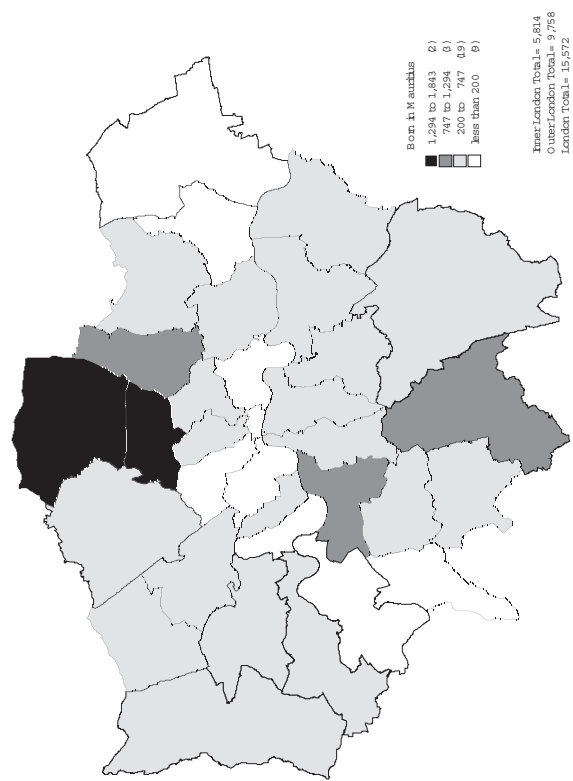 Born in Mauritius
1,294 to 1,843 (2)
747 to 1,294 (3)
200 to 747 (19)
less than 200 (9)
Inner London Total = 5,814
Outer London Total = 9,758
London Total = 15,572